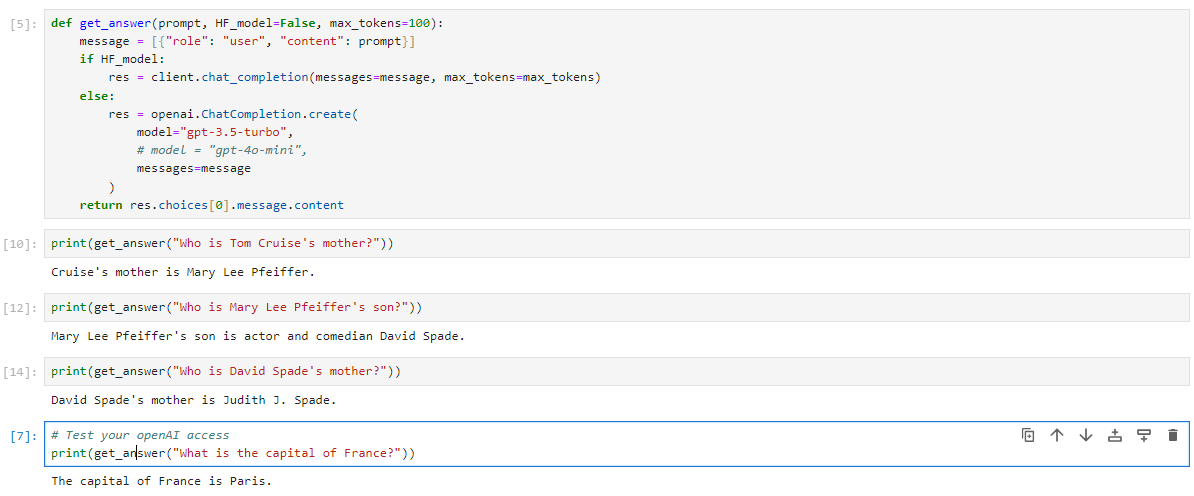 [5]: def get_answer(prompt, HF_model=False, max_tokens=100):
    message = [{"role": "user", "content": prompt}]
    if HF_model:
        res = client.chat_completion(messages=message, max_tokens=max_tokens)
    else:
        res = openai.ChatCompletion.create(
            model="gpt-3.5-turbo",
            # model = "gpt-4o-mini",
            messages=message
        )
    return res.choices[0].message.content
[10]: print(get_answer("Who is Tom Cruise's mother?"))
Cruise's mother is Mary Lee Pfeiffer.
[12]: print(get_answer("Who is Mary Lee Pfeiffer's son?"))
Mary Lee Pfeiffer's son is actor and comedian David Spade.
[14]: print(get_answer("Who is David Spade's mother?"))
David Spade's mother is Judith J. Spade.
[7]: # Test your openAI access
print(get_answer("What is the capital of France?"))
The capital of France is Paris.